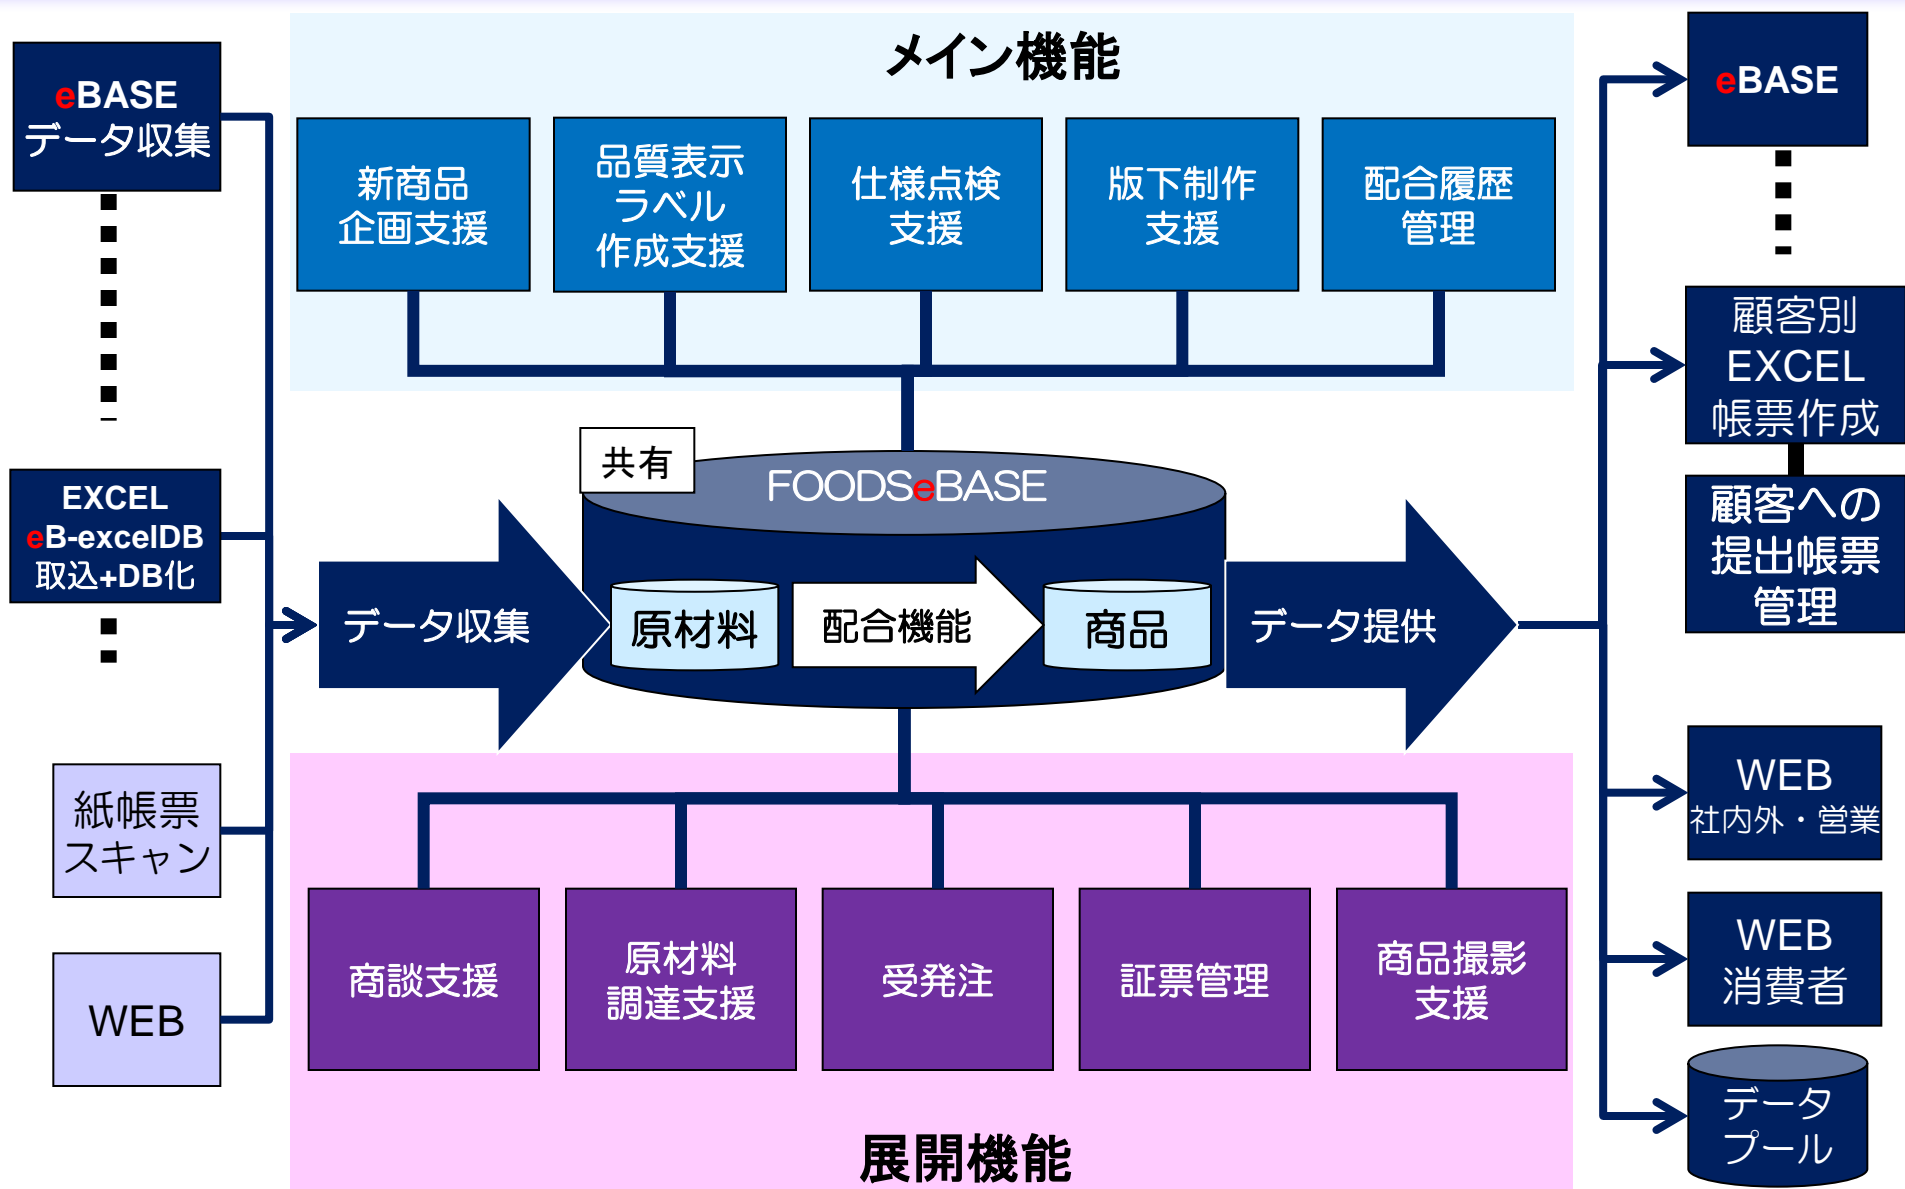 メイン機能
eBASE
データ収集
新商品
企画支援
品質表示
ラベル
作成支援
仕様点検
支援
版下制作
支援
配合履歴
管理
eBASE
顧客別
EXCEL
帳票作成
顧客への
提出帳票
管理
EXCEL
eB-excelDB
取込+DB化
共有
FOODSeBASE
データ収集
原材料
配合機能
商品
データ提供
紙帳票
スキャン
WEB
WEB
社内外・営業
WEB
消費者
データ
プール
商談支援
原材料
調達支援
受発注
証票管理
商品撮影
支援
展開機能